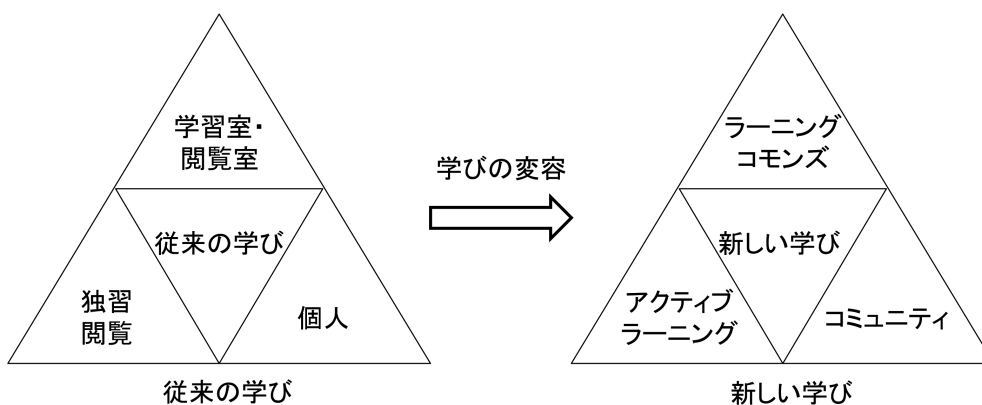 学習室・
閲覧室
従来の学び
独習
閲覧
個人
従来の学び
学びの変容
ラーニング
コモンズ
新しい学び
アクティブ
ラーニング
コミュニティ
新しい学び